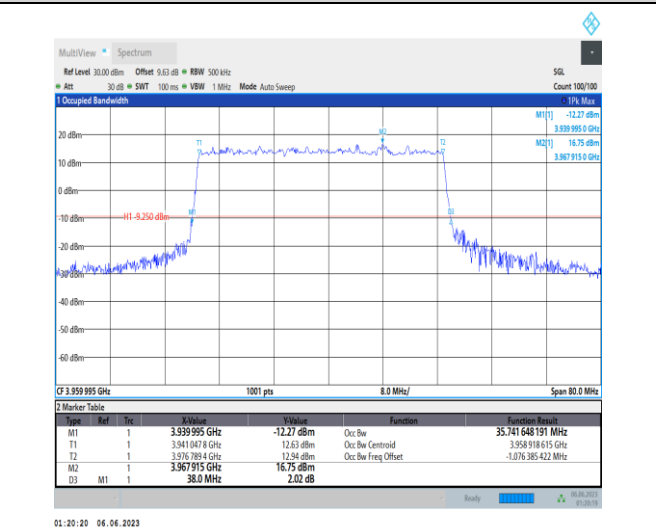 MultiView Spectrum
Ref Level 30.00 dBm Offset 9.63 dB RBW 500 kHz SGL
Att 30 dB SWT 100 ms VBW 1 MHz Mode Auto Sweep Count 100/100
1 Occupied Bandwidth 1Pk Max
M1[1] -12.27 dBm
3.939 995 0 GHz
M2[1] 16.75 dBm
3.967 915 0 GHz
20 dBm
T1
M2
T2
10 dBm
0 dBm
-10 dBm
H1 -9.250 dBm
M1
D3
-20 dBm
-30 dBm
-40 dBm
-50 dBm
-60 dBm
CF 3.959 995 GHz 1001 pts 8.0 MHz/ Span 80.0 MHz
2 Marker Table
Type Ref Trc X-Value Y-Value Function Function Result
M1 1 3.939 995 GHz -12.27 dBm Occ Bw 35.741 648 191 MHz
T1 1 3.941 047 8 GHz 12.63 dBm Occ Bw Centroid 3.958 918 615 GHz
T2 1 3.976 789 4 GHz 12.94 dBm Occ Bw Freq Offset -1.076 385 422 MHz
M2 1 3.967 915 GHz 16.75 dBm
D3 M1 1 38.0 MHz 2.02 dB
Ready 06.06.2023
01:20:19
01:20:20 06.06.2023